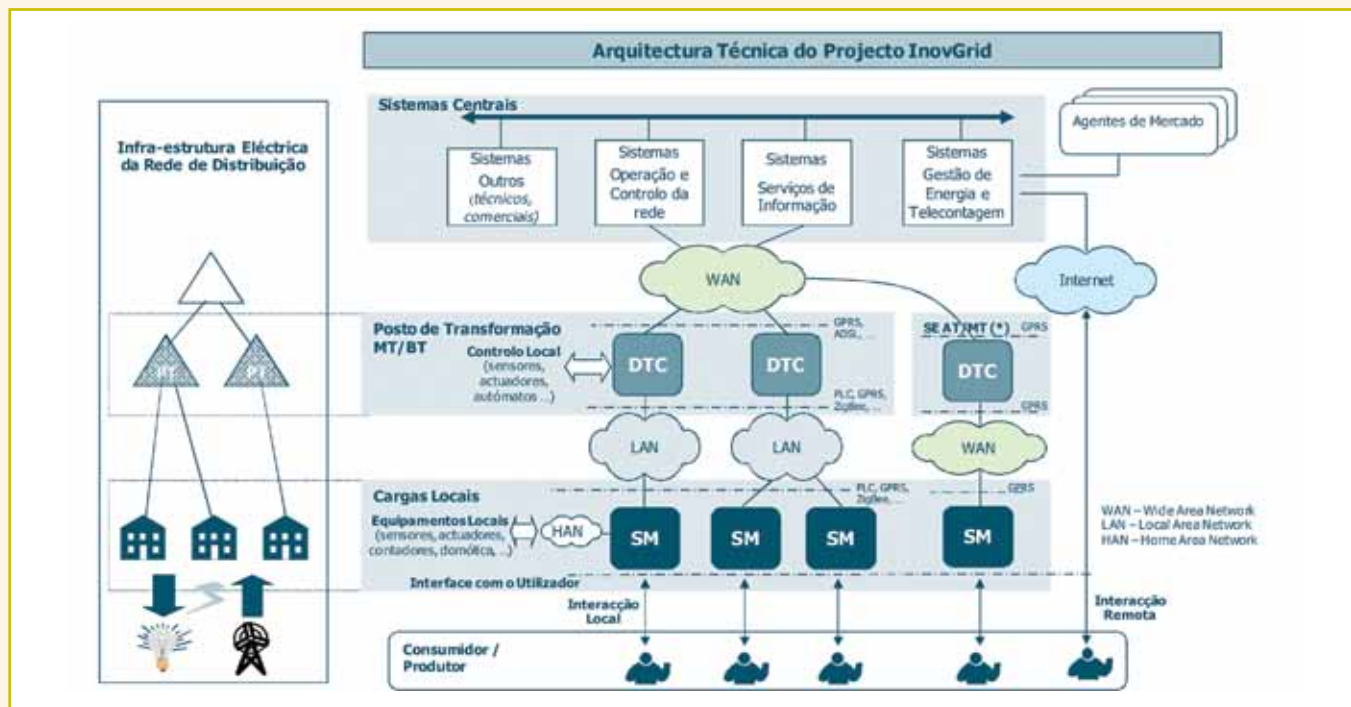 Arquitectura Técnica do Projecto InovGrid
Infra-estrutura Eléctrica
da Rede de Distribuição
Sistemas Centrais
Sistemas
Outros
(técnicos,
comerciais)
Sistemas
Operação e
Controlo da
rede
Sistemas
Serviços de
Informação
Sistemas
Gestão de
Energia e
Telecontagem
Agentes de Mercado
WAN
Internet
Posto de Transformação
MT/BT
GPRS,
ADSL, ...
SE AT/MT (*)
GPRS
Controlo Local
(sensores,
actuadores,
autómatos ...)
DTC
DTC
DTC
PT
PT
PLC, GPRS,
ZigBee, ...
GPRS
LAN
LAN
WAN
Cargas Locais
PLC, GPRS,
ZigBee, ...
GPRS
Equipamentos Locais
(sensores, actuadores,
contadores, domótica, ...)
HAN
SM
SM
SM
SM
WAN – Wide Area Network
LAN – Local Area Network
HAN – Home Area Network
Interface com o Utilizador
Interacção
Local
Interacção
Remota
Consumidor /
Produtor